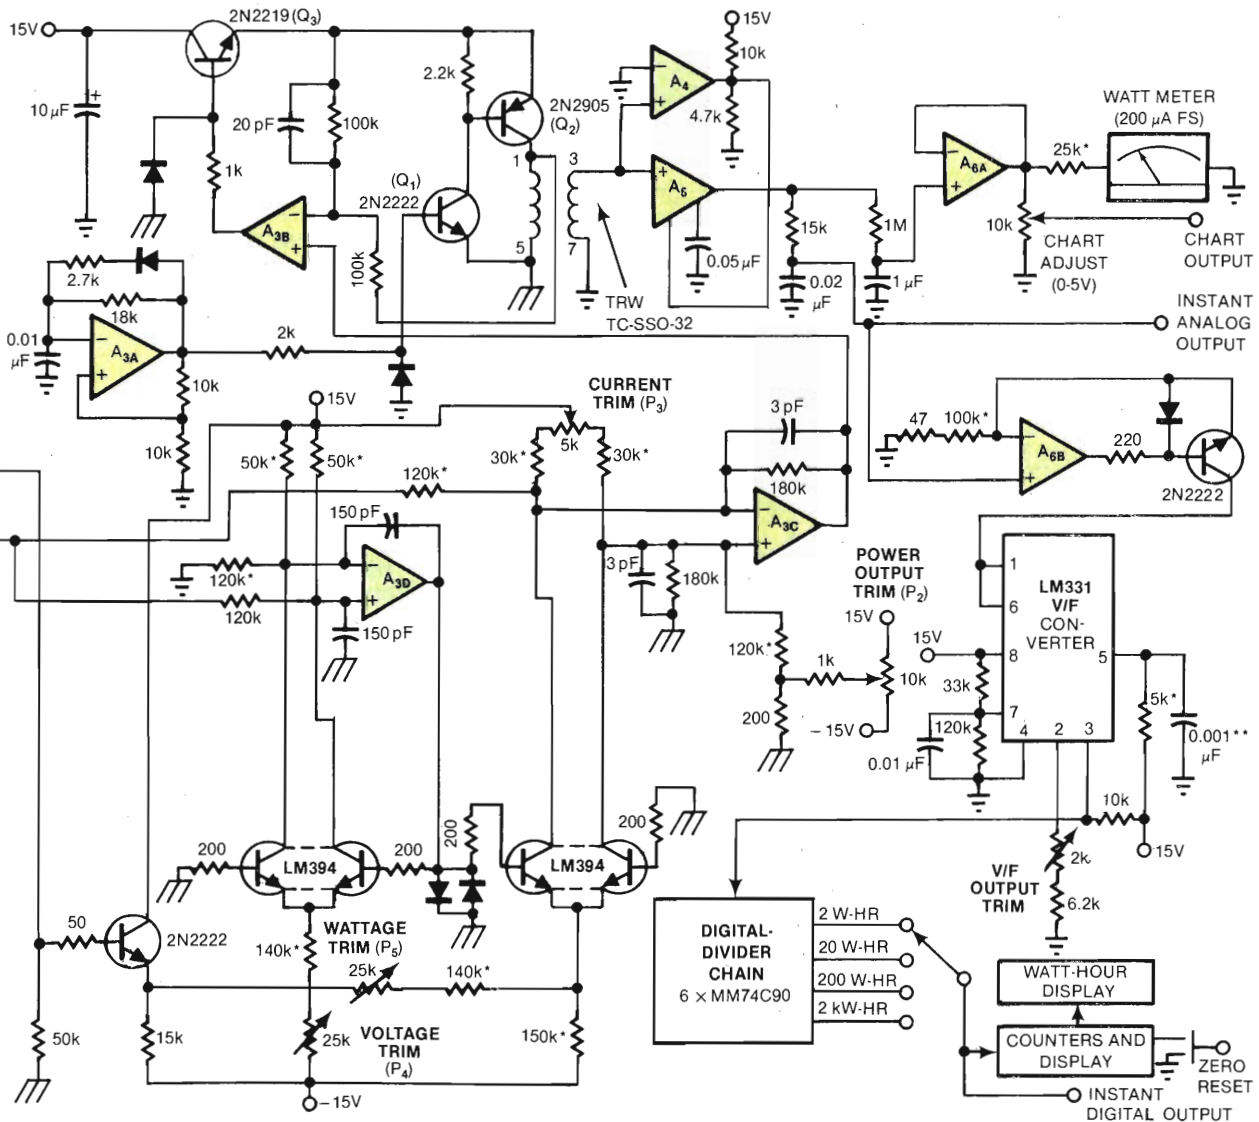 2N2219 (Q3)
15V
10 µF
+
20 pF
100k
1k
A3B
−
+
2.2k
2N2905
(Q2)
(Q1)
2N2222
100k
1
5
3
7
TRW
TC-SSO-32
15V
10k
A4
−
+
4.7k
A5
+
0.05 µF
15k
0.02
µF
1M
1 µF
A6A
−
+
25k*
WATT METER
(200 µA FS)
10k
CHART
ADJUST
(0-5V)
CHART
OUTPUT
INSTANT
ANALOG
OUTPUT
2.7k
18k
0.01
µF
A3A
−
+
10k
10k
2k
15V
50k*
50k*
120k*
CURRENT
TRIM (P3)
5k
30k*
30k*
3 pF
180k
A3C
−
+
3 pF
180k
150 pF
A3D
−
+
120k*
120k
150 pF
47
100k*
A6B
−
+
220
2N2222
POWER
OUTPUT
TRIM (P2)
15V
10k
−15V
120k*
1k
200
LM331
V/F
CON-
VERTER
1
6
8
7
4
2
3
5
15V
33k
120k
0.01 µF
5k*
0.001**
µF
10k
15V
V/F
OUTPUT
TRIM
2k
6.2k
200
LM394
200
200
LM394
200
50
2N2222
50k
15k
WATTAGE
TRIM (P5)
140k*
25k
140k*
25k
VOLTAGE
TRIM
(P4)
150k*
−15V
DIGITAL-
DIVIDER
CHAIN
6 × MM74C90
2 W-HR
20 W-HR
200 W-HR
2 kW-HR
WATT-HOUR
DISPLAY
COUNTERS AND
DISPLAY
ZERO
RESET
INSTANT
DIGITAL OUTPUT